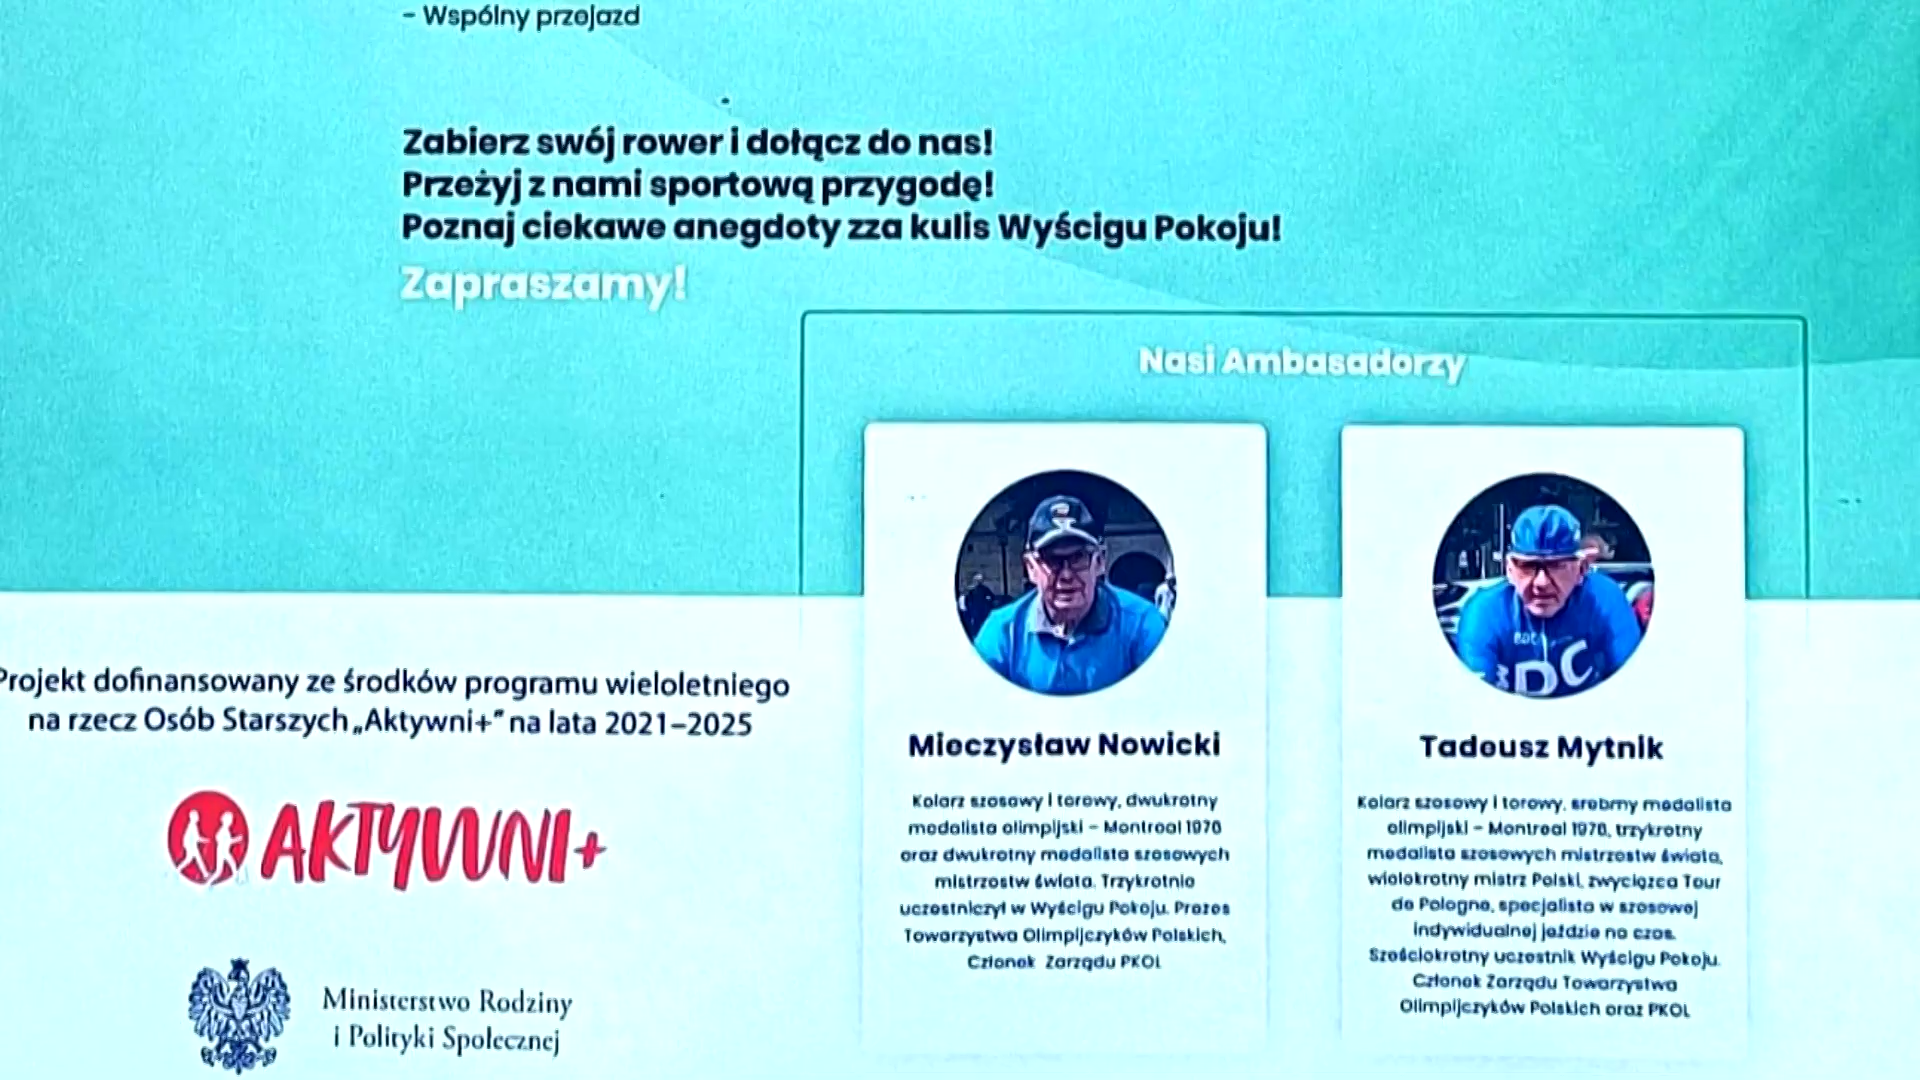 – Wspólny przejazd
Zabierz swój rower i dołącz do nas!
Przeżyj z nami sportową przygodę!
Poznaj ciekawe anegdoty zza kulis Wyścigu Pokoju!
Zapraszamy!
Nasi Ambasadorzy
Mieczysław Nowicki
Kolarz szosowy i torowy, dwukrotny
medalista olimpijski – Montreal 1976
oraz dwukrotny medalista szosowych
mistrzostw świata. Trzykrotnie
uczestniczył w Wyścigu Pokoju. Prezes
Towarzystwa Olimpijczyków Polskich,
Członek Zarządu PKOL
Tadeusz Mytnik
Kolarz szosowy i torowy, srebrny medalista
olimpijski – Montreal 1976, trzykrotny
medalista szosowych mistrzostw świata,
wielokrotny mistrz Polski, zwycięzca Tour
de Pologne, specjalista w szosowej
indywidualnej jeździe na czas.
Sześciokrotny uczestnik Wyścigu Pokoju.
Członek Zarządu Towarzystwa
Olimpijczyków Polskich oraz PKOL
Projekt dofinansowany ze środków programu wieloletniego
na rzecz Osób Starszych „Aktywni+” na lata 2021–2025
AKTYWNI+
Ministerstwo Rodziny
i Polityki Społecznej